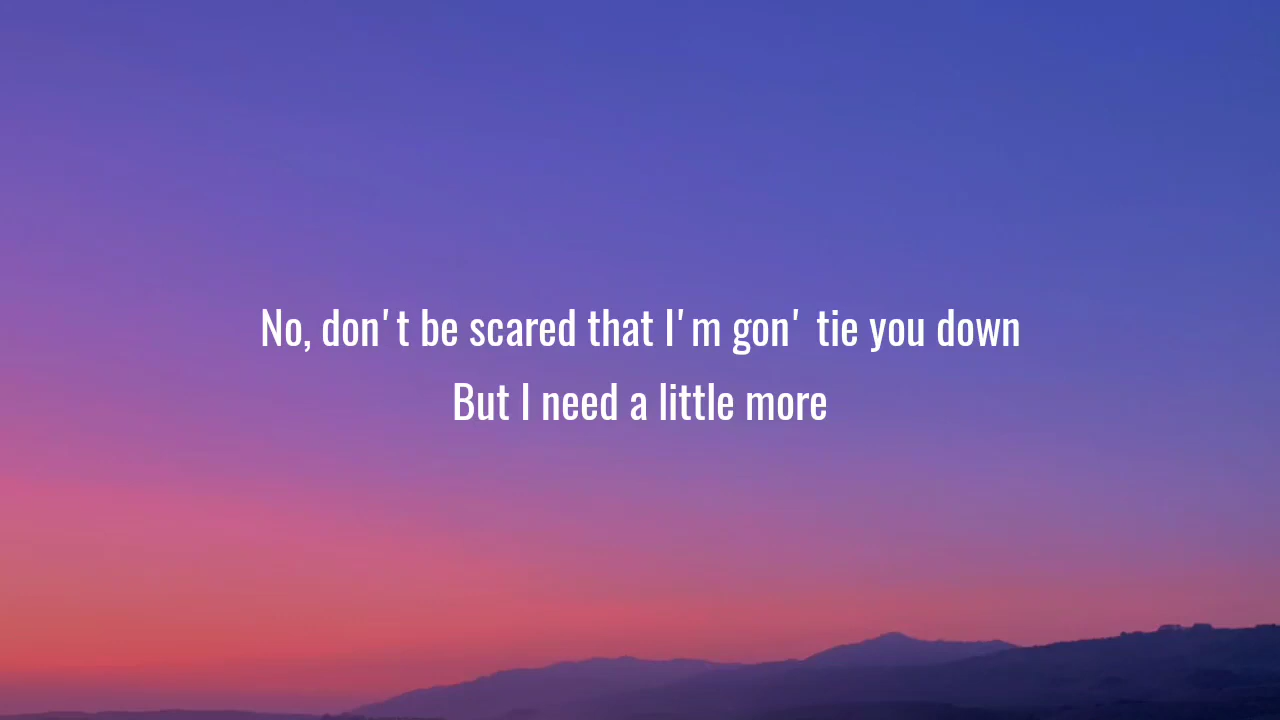 No, don't be scared that I'm gon' tie you down
But I need a little more